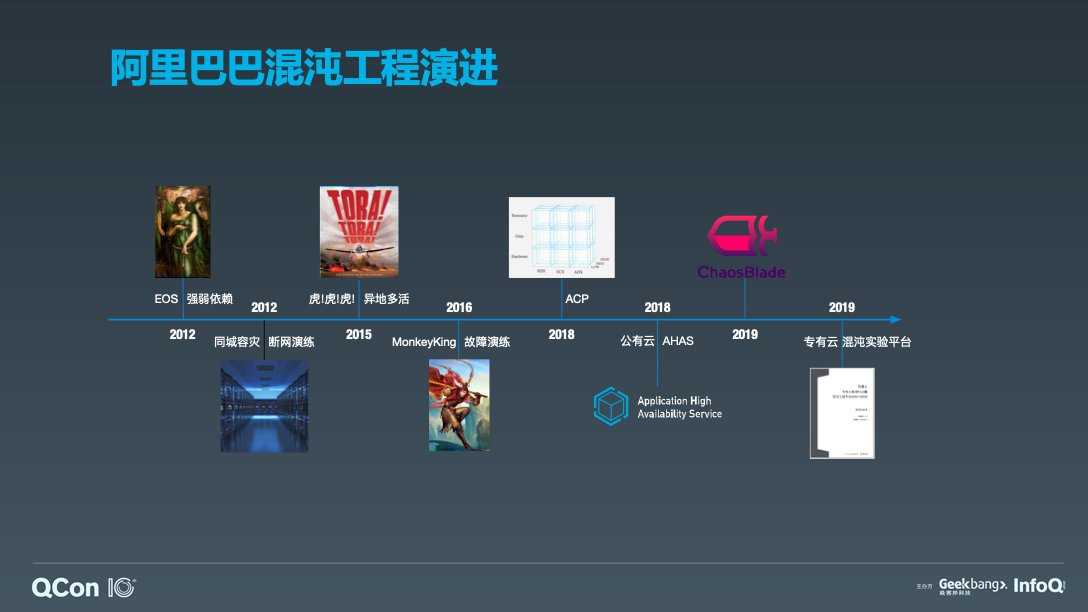 阿里巴巴混沌工程演进
TORA!
TORA!
TORA!
Resource
Gray
Hardware
RDS ECS ADS
ChaosBlade
EOS 强弱依赖
虎!虎!虎! 异地多活
ACP
2012
2016
2018
2019
2012
2015
2018
2019
同城容灾 断网演练
MonkeyKing 故障演练
公有云 AHAS
专有云 混沌实验平台
Application High
Availability Service
QCon 10
主办方 Geekbang>. InfoQ
极客邦科技